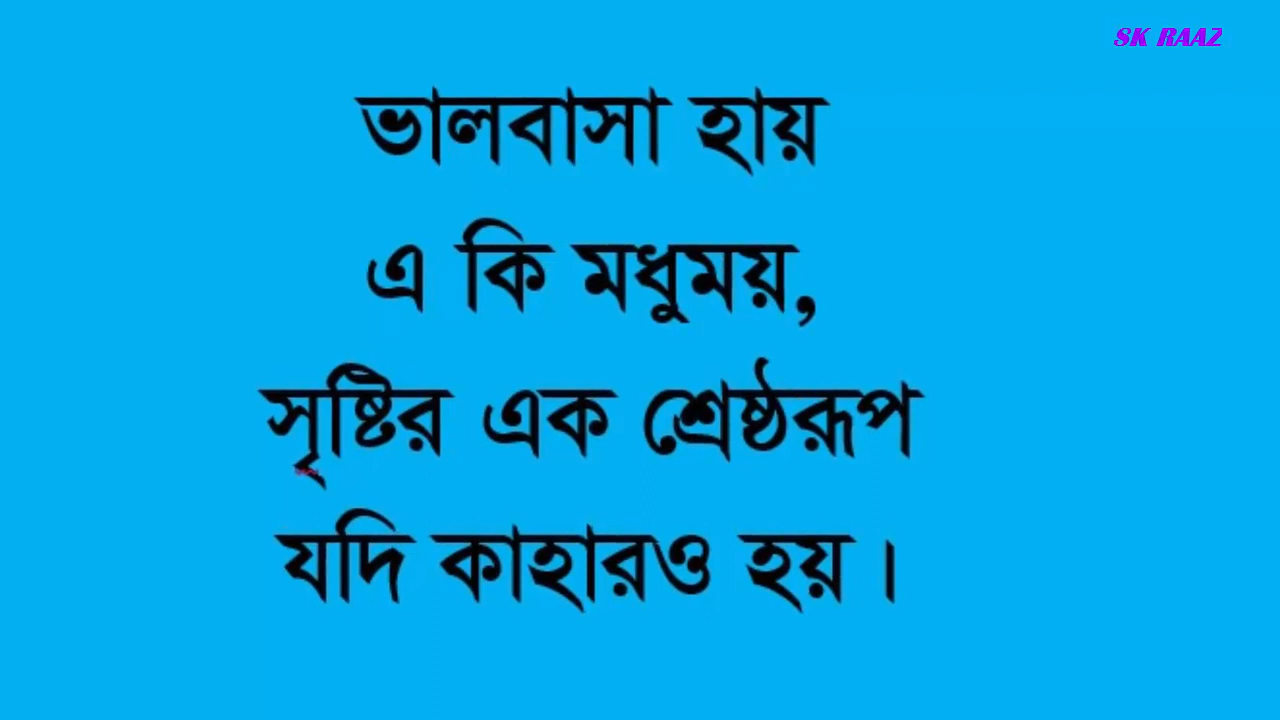 SK RAAZ
ভালবাসা হায়
এ কি মধুময়,
সৃষ্টির এক শ্রেষ্ঠরূপ
যদি কাহারও হয়।